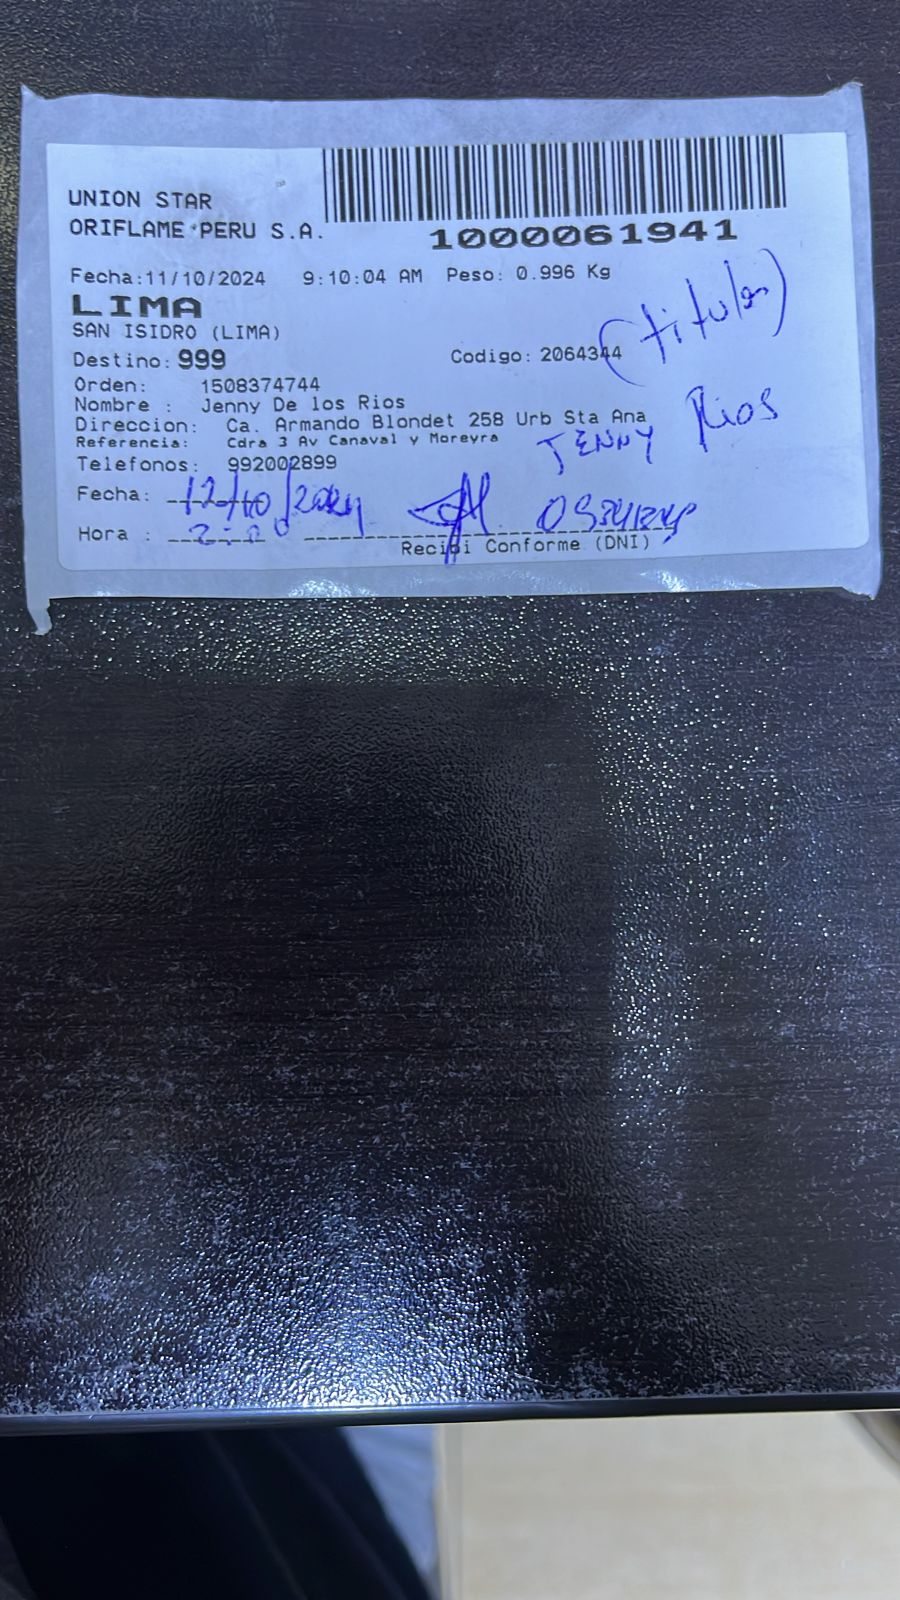 UNION STAR
ORIFLAME PERU S.A.
1000061941
Fecha:11/10/2024 9:10:04 AM Peso: 0.996 Kg
LIMA
SAN ISIDRO (LIMA)
(titular)
Destino: 999 Codigo: 2064344
Orden: 1508374744
Nombre : Jenny De los Rios
Direccion: Ca. Armando Blondet 258 Urb Sta Ana
Referencia: Cdra 3 Av Canaval y Moreyra
JENNY Rios
Telefonos: 992002899
Fecha: 12/10/2024
Hora :
Recibi Conforme (DNI)